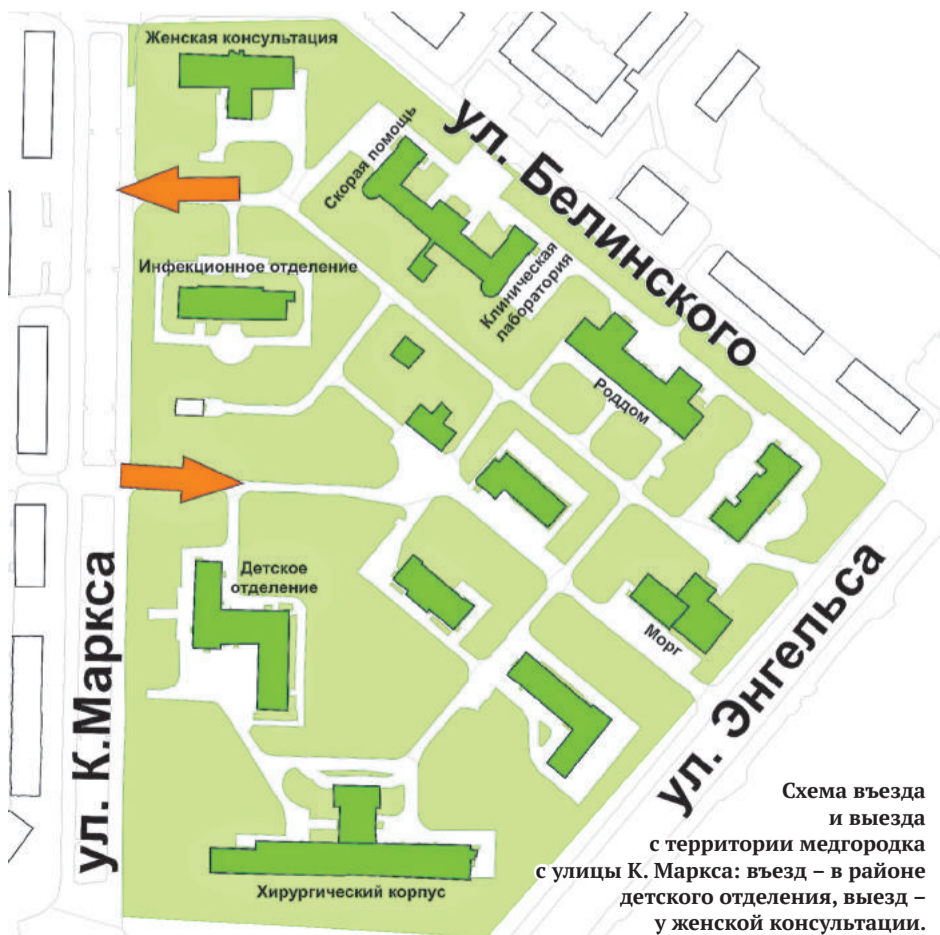 Женская консультация
ул. Белинского
Скорая помощь
Инфекционное отделение
Клиническая
лаборатория
Роддом
Детское
отделение
Морг
ул. К.Маркса
ул. Энгельса
Хирургический корпус
Схема въезда
и выезда
с территории медгородка
с улицы К. Маркса: въезд – в районе
детского отделения, выезд –
у женской консультации.